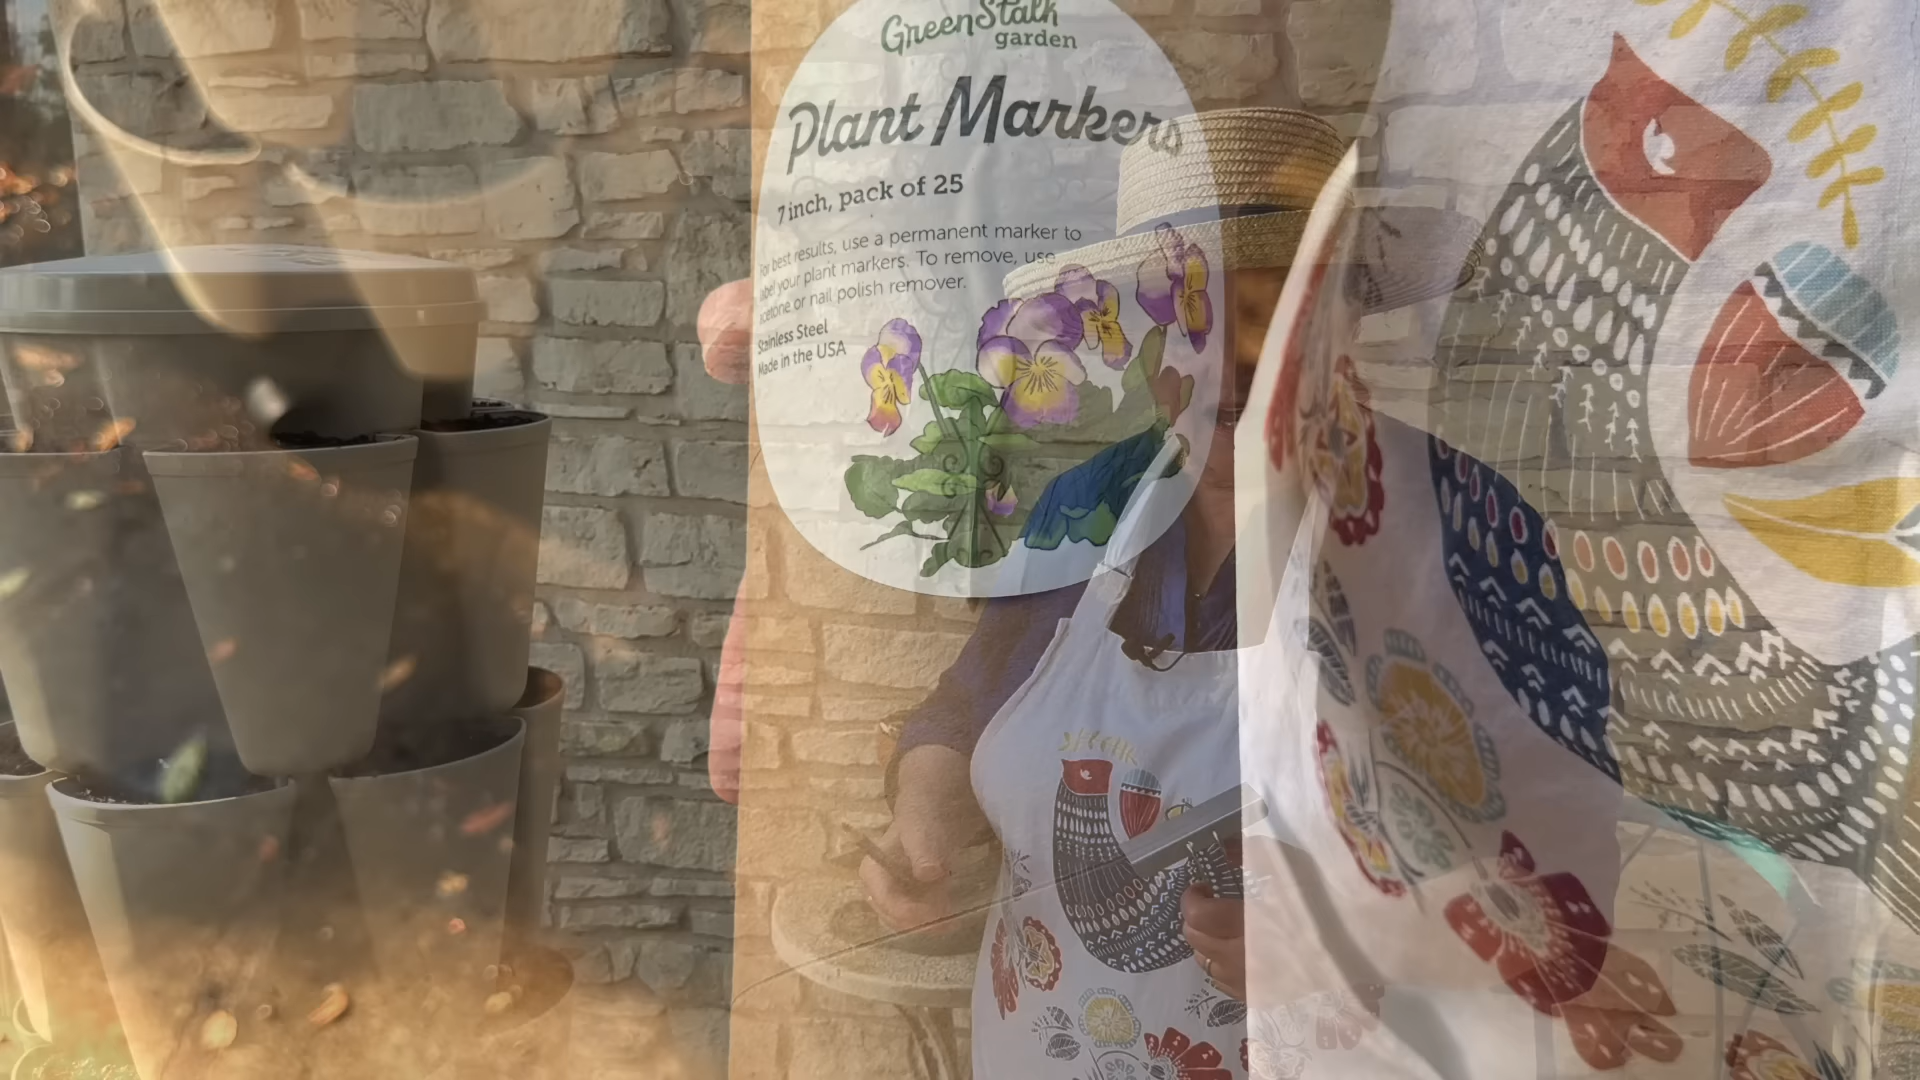 GreenStalk
garden
Plant Markers
7 inch, pack of 25
For best results, use a permanent marker to
label your plant markers. To remove, use
acetone or nail polish remover.
Stainless Steel
Made in the USA